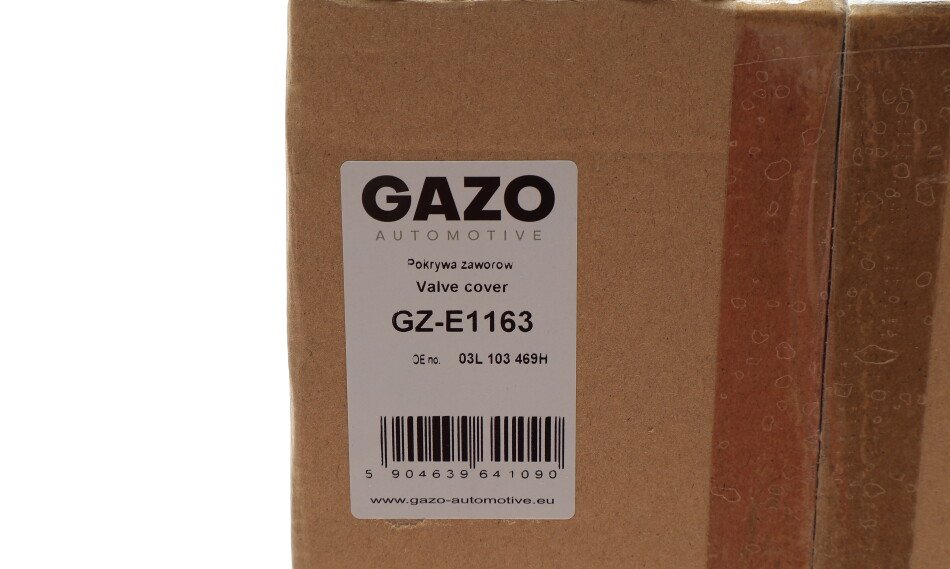 GAZO
AUTOMOTIVE
Pokrywa zaworow
Valve cover
GZ-E1163
OE no. 03L 103 469H
5 904639 641090
www.gazo-automotive.eu